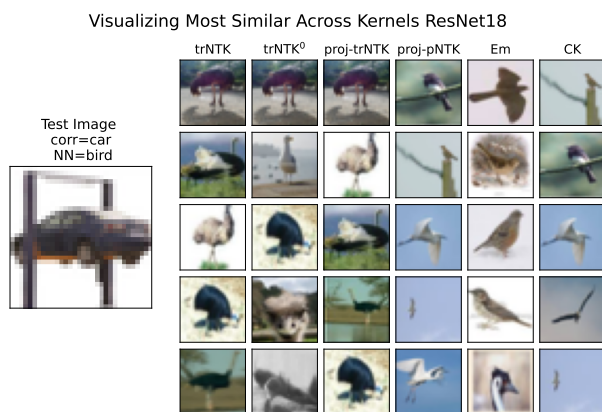 Visualizing Most Similar Across Kernels ResNet18
trNTK trNTK⁰ proj-trNTK proj-pNTK Em CK
Test Image
corr=car
NN=bird